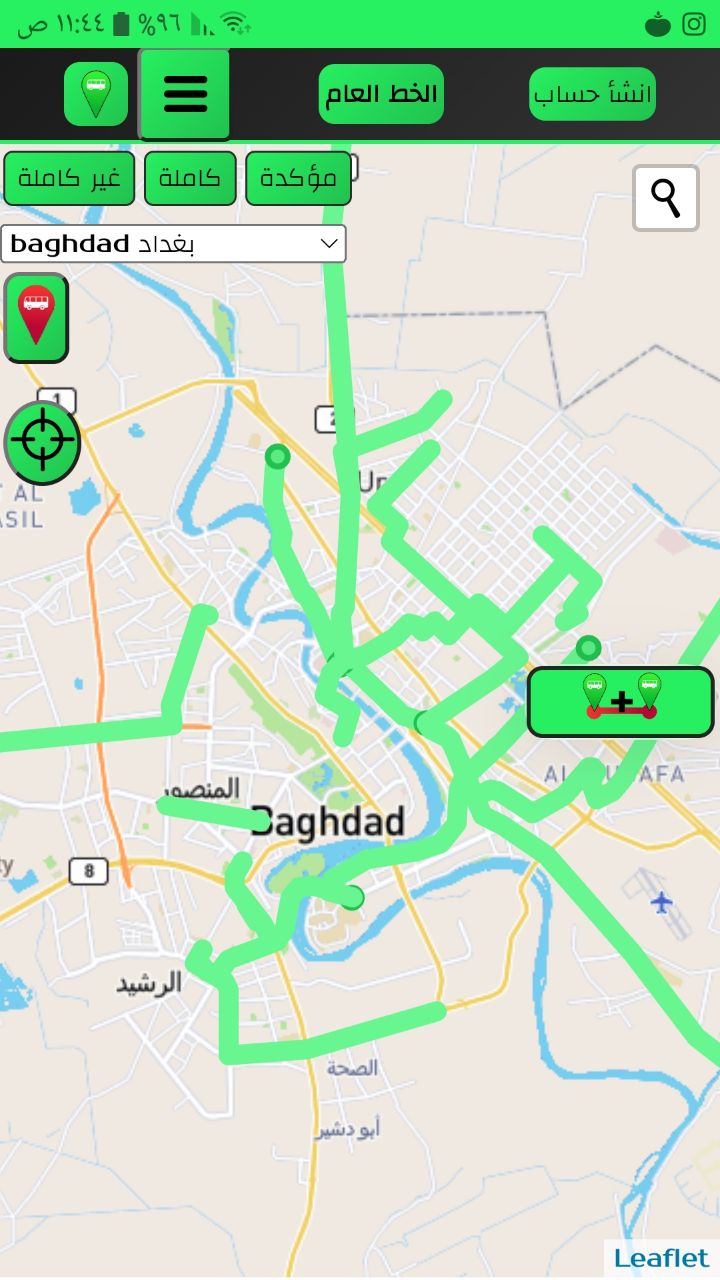 ١١:٤٤ ص %٩٦
انشأ حساب
الخط العام
مؤكدة
كاملة
غير كاملة
baghdad بغداد
1
2
Ur
AL
ASIL
المنصور
Baghdad
AL MUSTAFA
8
الرشيد
الصحة
أبو دشير
Leaflet